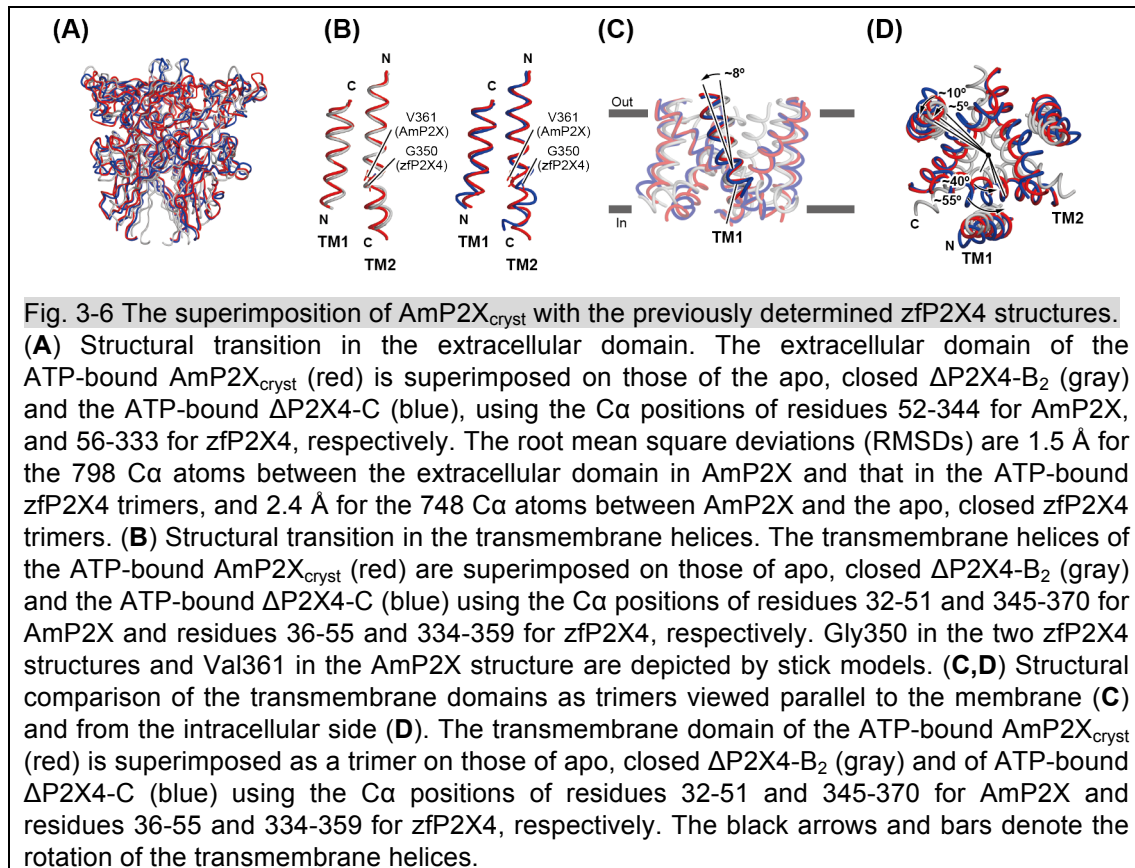 (A) (B) (C) (D)
N
C
V361
(AmP2X)
G350
(zfP2X4)
N
C
TM1
TM2
N
C
V361
(AmP2X)
G350
(zfP2X4)
N
C
TM1
TM2
~8º
Out
In
TM1
~10º
~5º
~40º
~55º
C
N
TM1
TM2
Fig. 3-6 The superimposition of AmP2Xcryst with the previously determined zfP2X4 structures.
(A) Structural transition in the extracellular domain. The extracellular domain of the
ATP-bound AmP2Xcryst (red) is superimposed on those of the apo, closed ΔP2X4-B2 (gray)
and the ATP-bound ΔP2X4-C (blue), using the Cα positions of residues 52-344 for AmP2X,
and 56-333 for zfP2X4, respectively. The root mean square deviations (RMSDs) are 1.5 Å for
the 798 Cα atoms between the extracellular domain in AmP2X and that in the ATP-bound
zfP2X4 trimers, and 2.4 Å for the 748 Cα atoms between AmP2X and the apo, closed zfP2X4
trimers. (B) Structural transition in the transmembrane helices. The transmembrane helices of
the ATP-bound AmP2Xcryst (red) are superimposed on those of apo, closed ΔP2X4-B2 (gray)
and the ATP-bound ΔP2X4-C (blue) using the Cα positions of residues 32-51 and 345-370 for
AmP2X and residues 36-55 and 334-359 for zfP2X4, respectively. Gly350 in the two zfP2X4
structures and Val361 in the AmP2X structure are depicted by stick models. (C,D) Structural
comparison of the transmembrane domains as trimers viewed parallel to the membrane (C)
and from the intracellular side (D). The transmembrane domain of the ATP-bound AmP2Xcryst
(red) is superimposed as a trimer on those of apo, closed ΔP2X4-B2 (gray) and of ATP-bound
ΔP2X4-C (blue) using the Cα positions of residues 32-51 and 345-370 for AmP2X and
residues 36-55 and 334-359 for zfP2X4, respectively. The black arrows and bars denote the
rotation of the transmembrane helices.